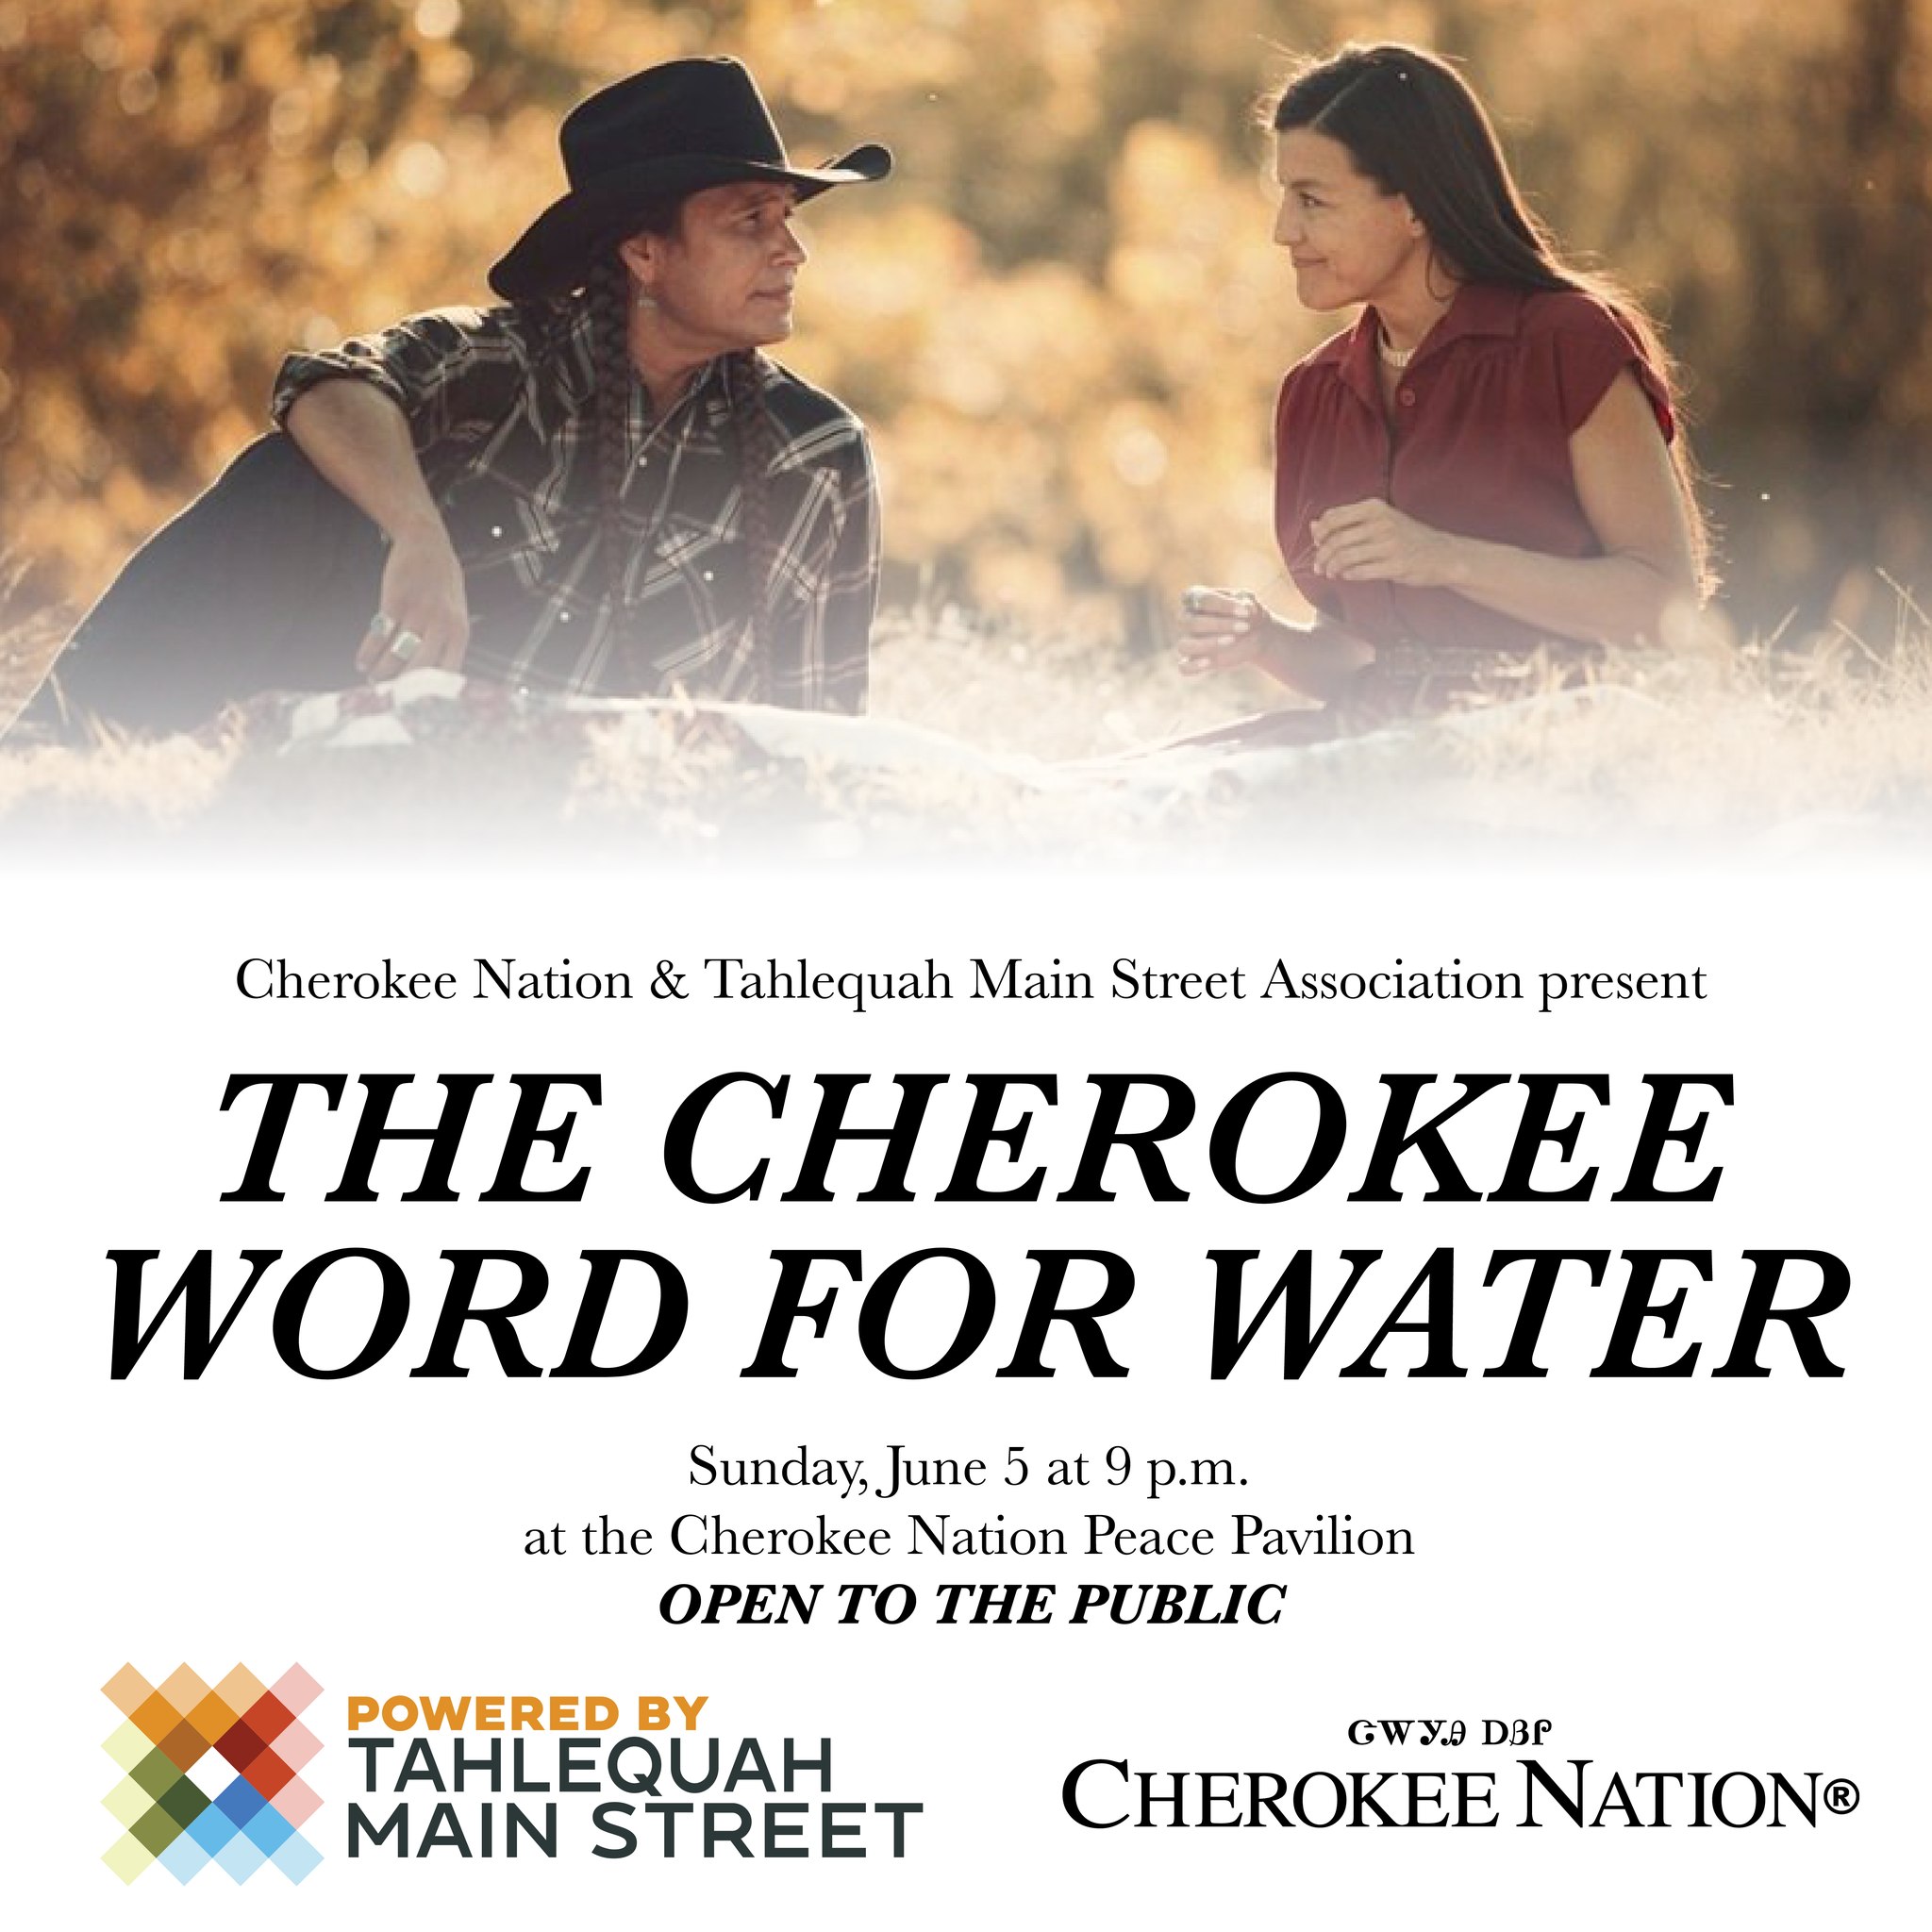 Cherokee Nation & Tahlequah Main Street Association present
THE CHEROKEE
WORD FOR WATER
Sunday, June 5 at 9 p.m.
at the Cherokee Nation Peace Pavilion
OPEN TO THE PUBLIC
POWERED BY
TAHLEQUAH
MAIN STREET
ᏣᎳᎩᎯ ᎠᏰᎵ
CHEROKEE NATION®